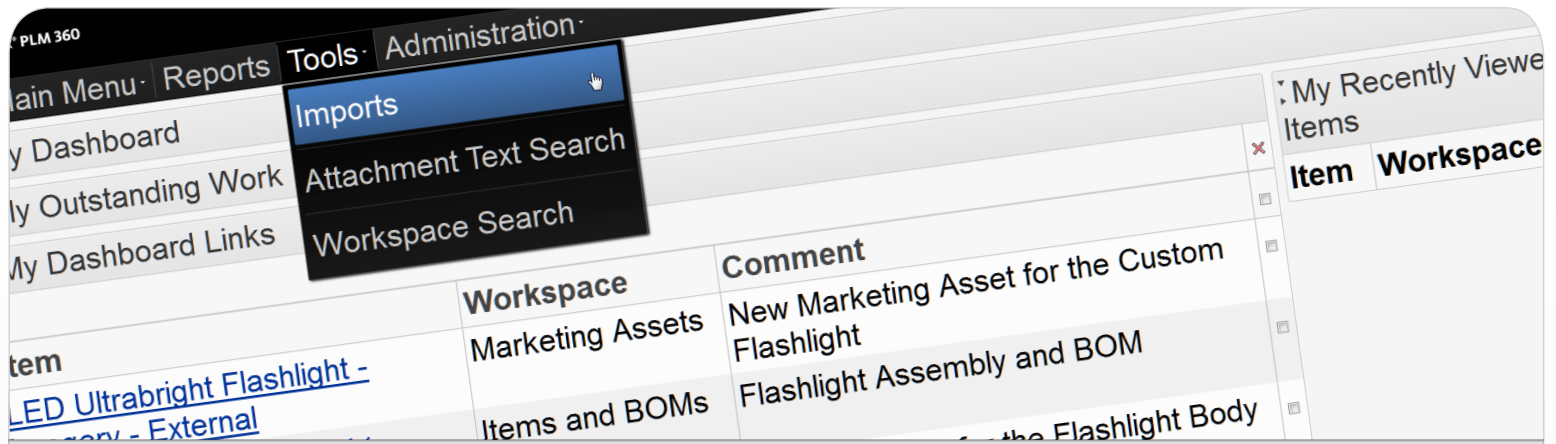 PLM 360
Main Menu Reports Tools Administration
Imports
Attachment Text Search
Workspace Search
My Dashboard
My Outstanding Work
My Dashboard Links
My Recently Viewe
Items
Item Workspace
Item Workspace Comment
LED Ultrabright Flashlight -
- External
Marketing Assets
New Marketing Asset for the Custom
Flashlight
Items and BOMs
Flashlight Assembly and BOM
for the Flashlight Body